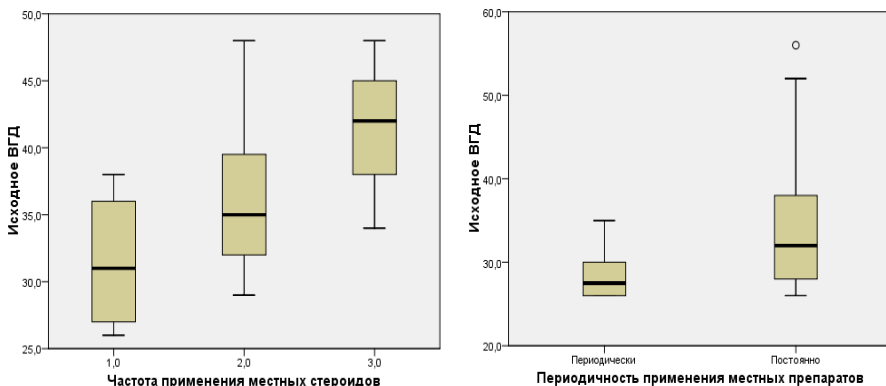 50,0
45,0
40,0
35,0
30,0
25,0
Исходное ВГД
1,0 2,0 3,0
Частота применения местных стероидов
60,0
50,0
40,0
30,0
20,0
Исходное ВГД
Периодически Постоянно
Периодичность применения местных препаратов